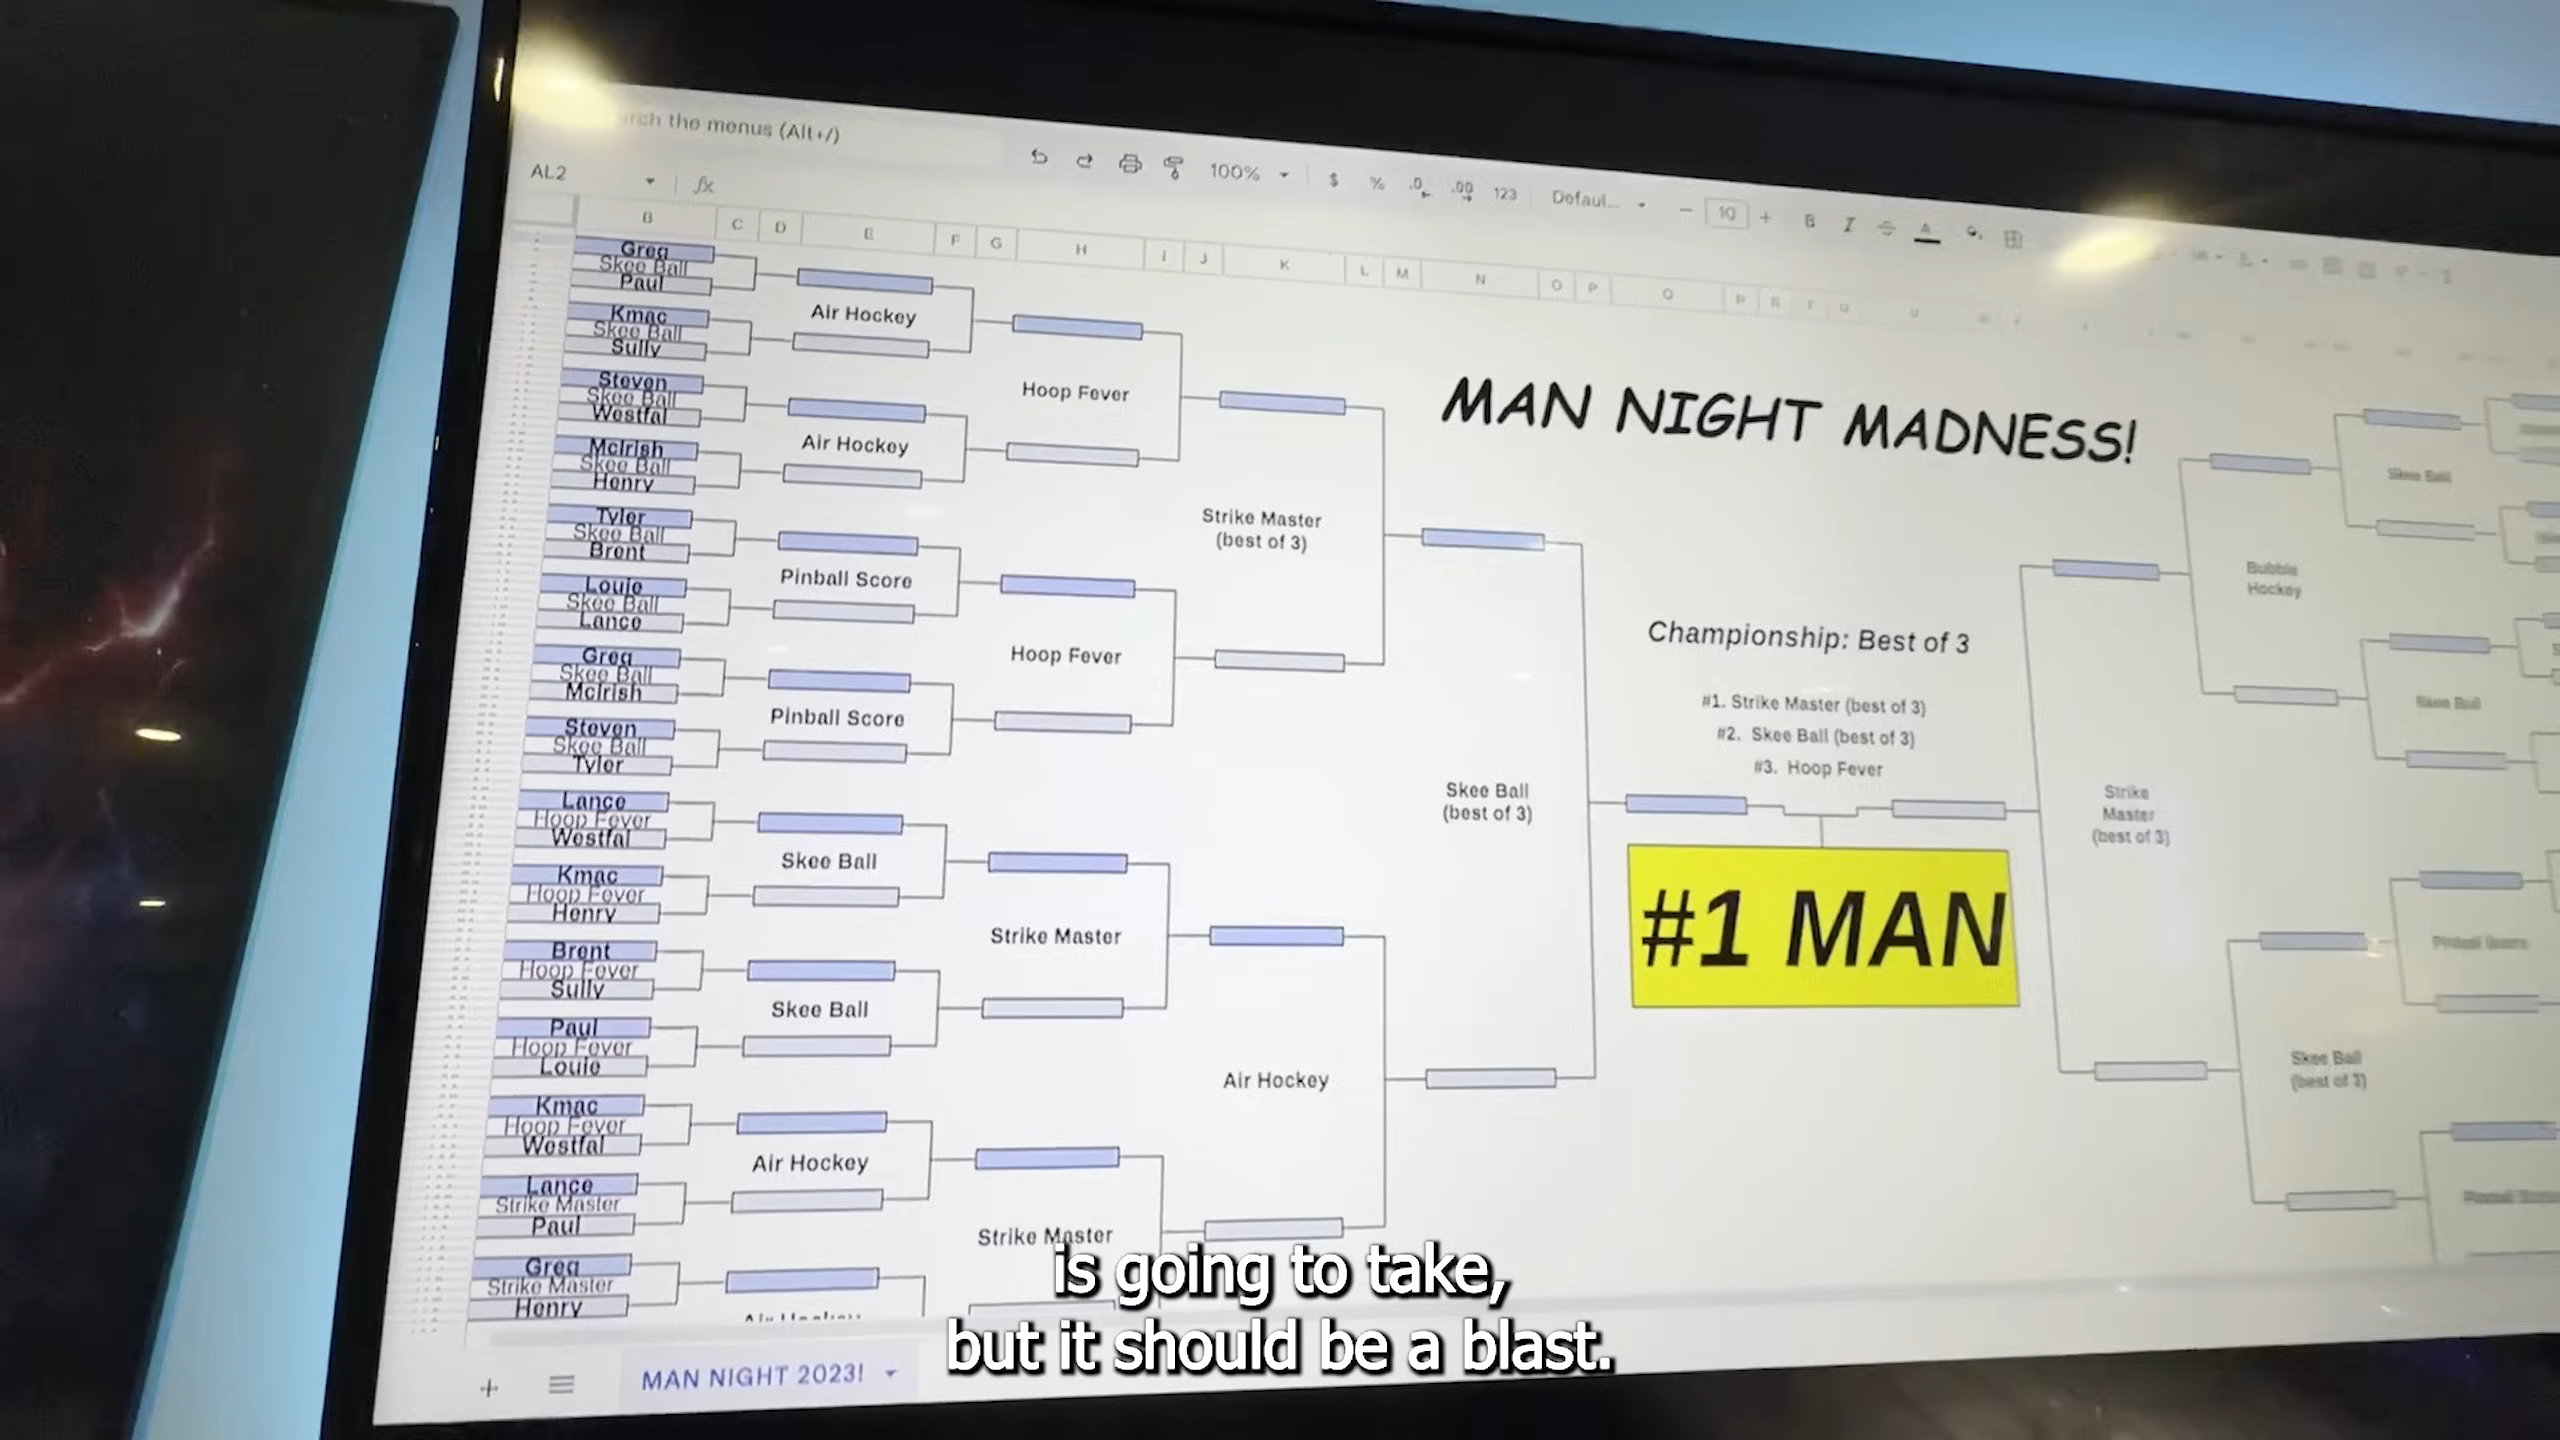 the menus (Alt+/)
100%
$ % .0 .00 123
Defaul...
10
B I A
AL2
fx
B C D E F G H I J K L M N O P Q
MAN NIGHT MADNESS!
Greg
Skee Ball
Paul
Kmac
Skee Ball
Sully
Steven
Skee Ball
Westfal
McIrish
Skee Ball
Henry
Tyler
Skee Ball
Brent
Louie
Skee Ball
Lance
Greg
Skee Ball
McIrish
Steven
Skee Ball
Tyler
Lance
Hoop Fever
Westfal
Kmac
Hoop Fever
Henry
Brent
Hoop Fever
Sully
Paul
Hoop Fever
Louie
Kmac
Hoop Fever
Westfal
Lance
Strike Master
Paul
Greg
Strike Master
Henry
Air Hockey
Air Hockey
Pinball Score
Pinball Score
Skee Ball
Skee Ball
Air Hockey
Air Hockey
Hoop Fever
Hoop Fever
Strike Master
Strike Master
Strike Master
(best of 3)
Air Hockey
Skee Ball
(best of 3)
Championship: Best of 3
#1. Strike Master (best of 3)
#2. Skee Ball (best of 3)
#3. Hoop Fever
#1 MAN
Strike
Master
(best of 3)
Bubble
Hockey
Skee Ball
(best of 3)
Skee Ball
Skee Ball
Pinball Score
MAN NIGHT 2023!
is going to take,
but it should be a blast.